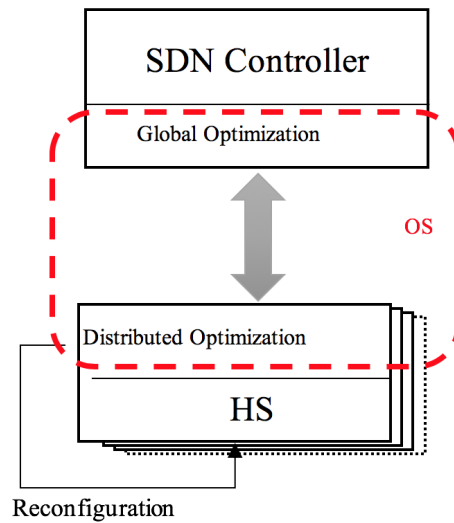 SDN Controller
Global Optimization
OS
Distributed Optimization
HS
Reconfiguration